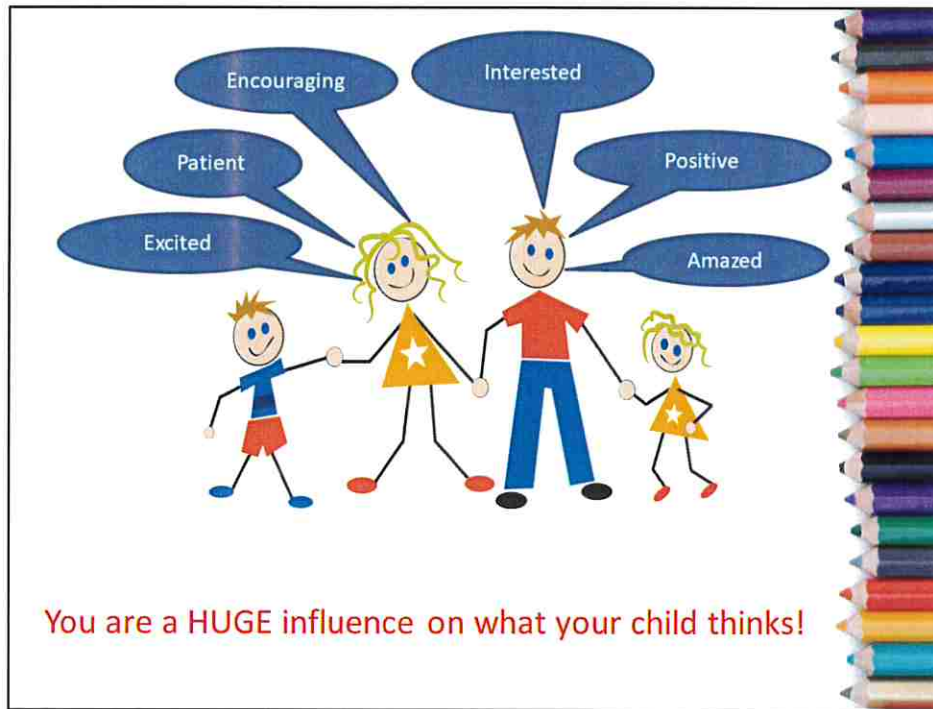 Encouraging
Interested
Patient
Positive
Excited
Amazed
You are a HUGE influence on what your child thinks!